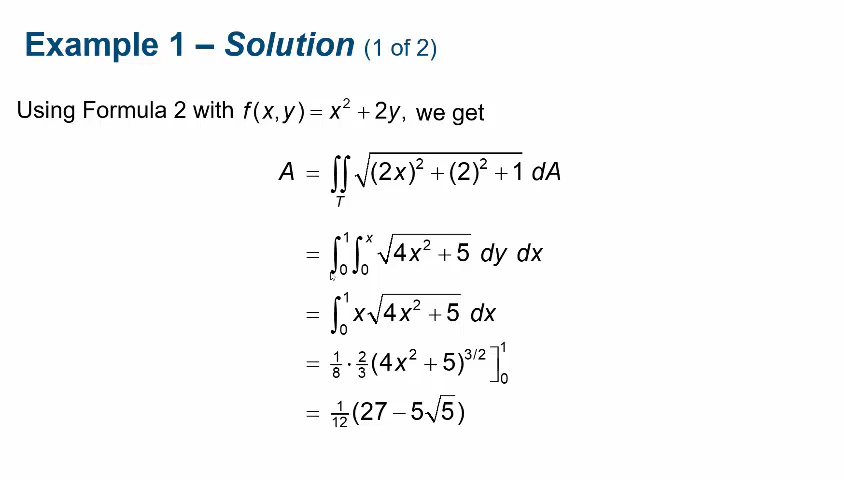 Example 1 – Solution (1 of 2)
Using Formula 2 with f(x, y) = x² + 2y, we get
A = ∬_T √((2x)² + (2)² + 1) dA
= ∫₀¹ ∫₀ˣ √(4x² + 5) dy dx
= ∫₀¹ x√(4x² + 5) dx
= 1/8 · 2/3 (4x² + 5)^(3/2) ]₀¹
= 1/12 (27 – 5√5)